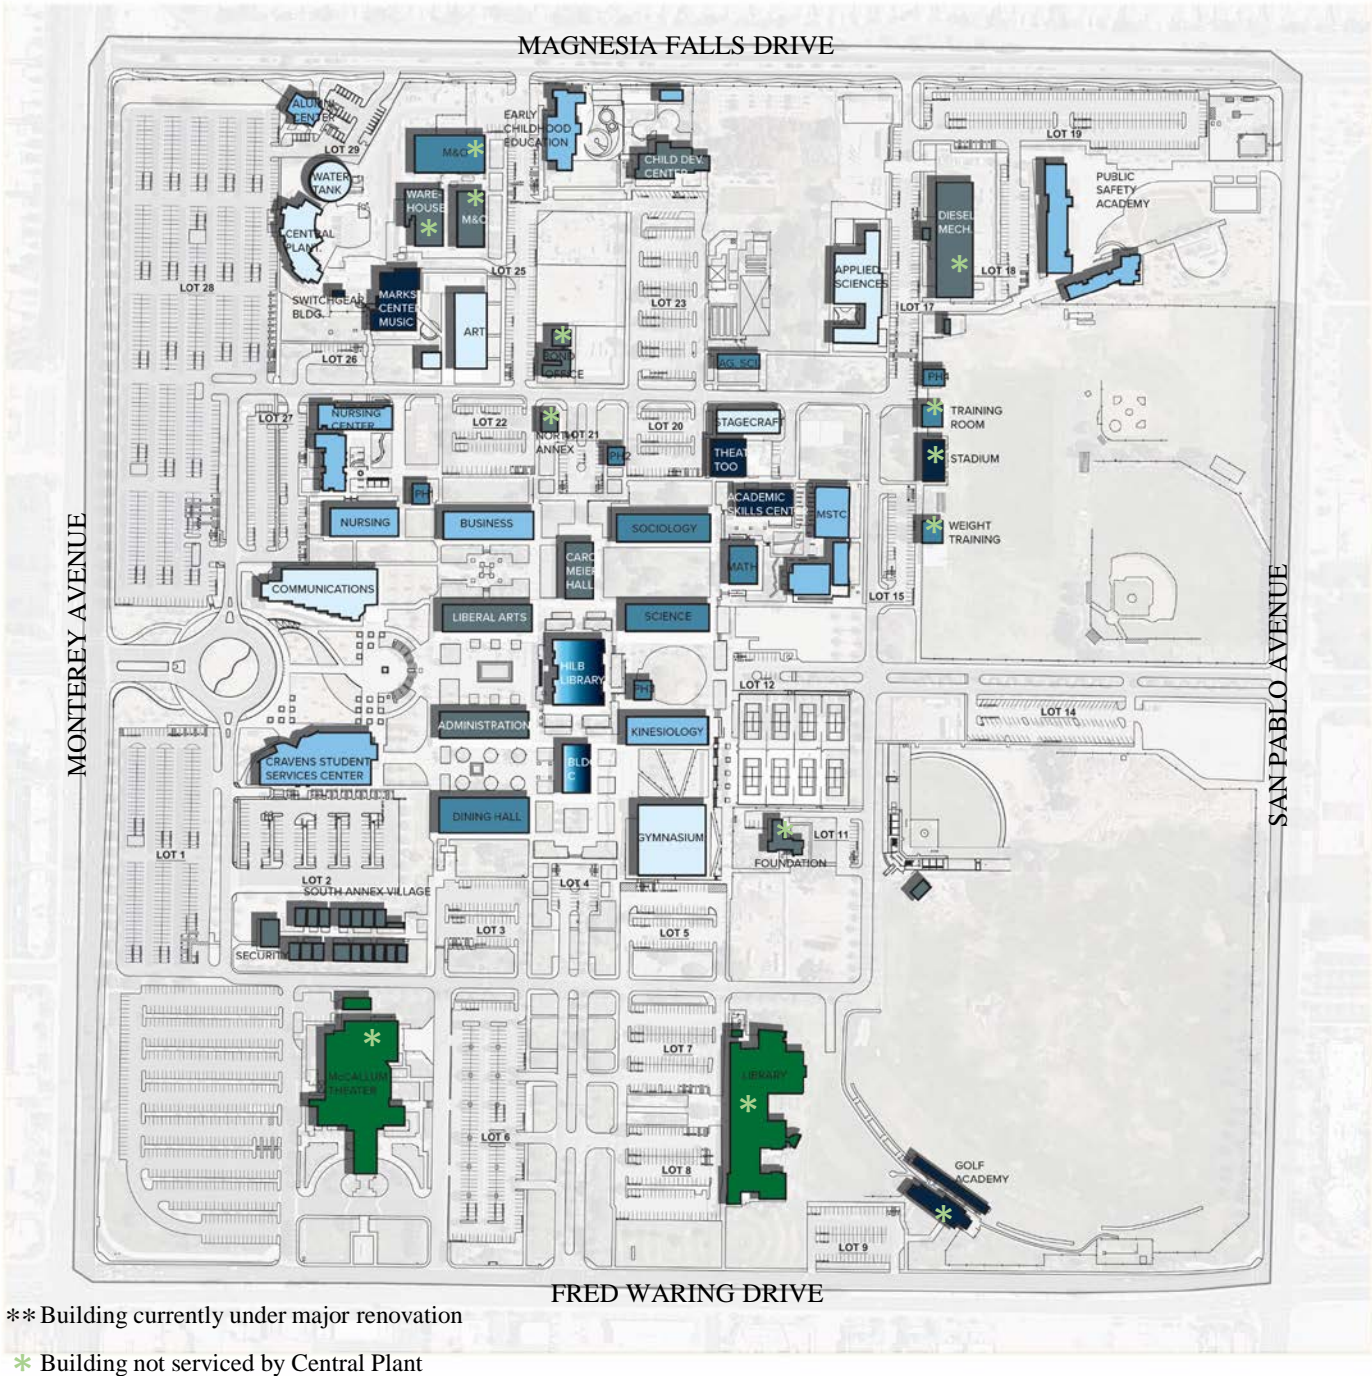 MAGNESIA FALLS DRIVE
ALUMNI
CENTER
LOT 29
WATER
TANK
CENTRAL
PLANT.
LOT 28
SWITCHGEAR
BLDG.
M&O
WARE-
HOUSE
M&O
LOT 25
MARKS
CENTER
MUSIC
ART
LOT 26
EARLY
CHILDHOOD
EDUCATION
CHILD DEV.
CENTER
LOT 23
BOND
OFFICE
AG. SCI.
APPLIED
SCIENCES
DIESEL
MECH.
LOT 19
PUBLIC
SAFETY
ACADEMY
LOT 18
LOT 17
PH4
TRAINING
ROOM
STADIUM
WEIGHT
TRAINING
LOT 27
NURSING
CENTER
LOT 22
NORTH
ANNEX
LOT 21
LOT 20
PH2
STAGECRAFT
THEATRE
TOO
PH1
NURSING
BUSINESS
SOCIOLOGY
ACADEMIC
SKILLS CENTER
MSTC
CAROL
MEIER
HALL
MATH
COMMUNICATIONS
LIBERAL ARTS
SCIENCE
LOT 15
MONTEREY AVENUE
SAN PABLO AVENUE
HILB
LIBRARY
PH3
LOT 12
LOT 14
ADMINISTRATION
KINESIOLOGY
CRAVENS STUDENT
SERVICES CENTER
BLDG
C
DINING HALL
GYMNASIUM
LOT 11
FOUNDATION
LOT 1
LOT 2
SOUTH ANNEX VILLAGE
LOT 4
LOT 3
LOT 5
SECURITY
McCALLUM
THEATER
LOT 7
LIBRARY
LOT 6
LOT 8
GOLF
ACADEMY
LOT 9
FRED WARING DRIVE
** Building currently under major renovation
* Building not serviced by Central Plant